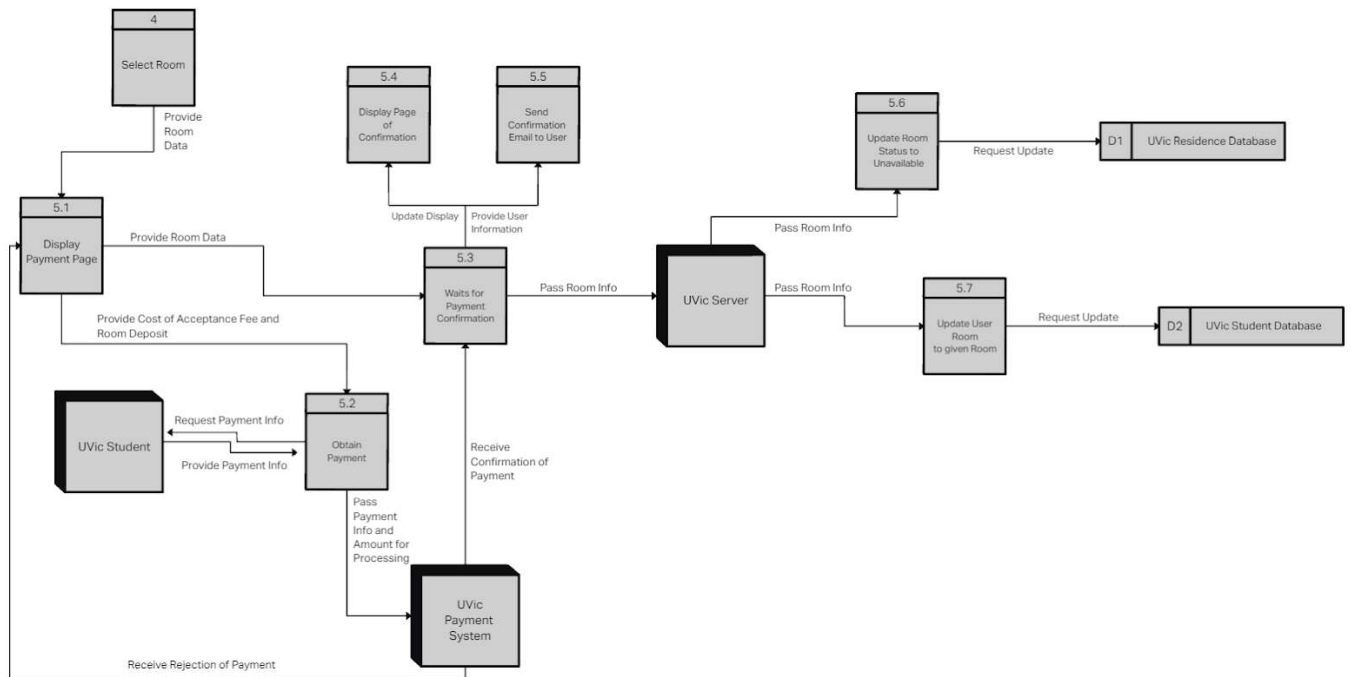 4
Select Room
Provide
Room
Data
5.4
Display Page
of
Confirmation
5.5
Send
Confirmation
Email to User
5.6
Update Room
Status to
Unavailable
Request Update
D1
UVic Residence Database
5.1
Display
Payment Page
Provide Room Data
Update Display
Provide User
Information
5.3
Waits for
Payment
Confirmation
Pass Room Info
UVic Server
Pass Room Info
Pass Room Info
5.7
Update User
Room
to given Room
Request Update
D2
UVic Student Database
Provide Cost of Acceptance Fee and
Room Deposit
UVic Student
Request Payment Info
Provide Payment Info
5.2
Obtain
Payment
Receive
Confirmation of
Payment
Pass
Payment
Info and
Amount for
Processing
UVic
Payment
System
Receive Rejection of Payment